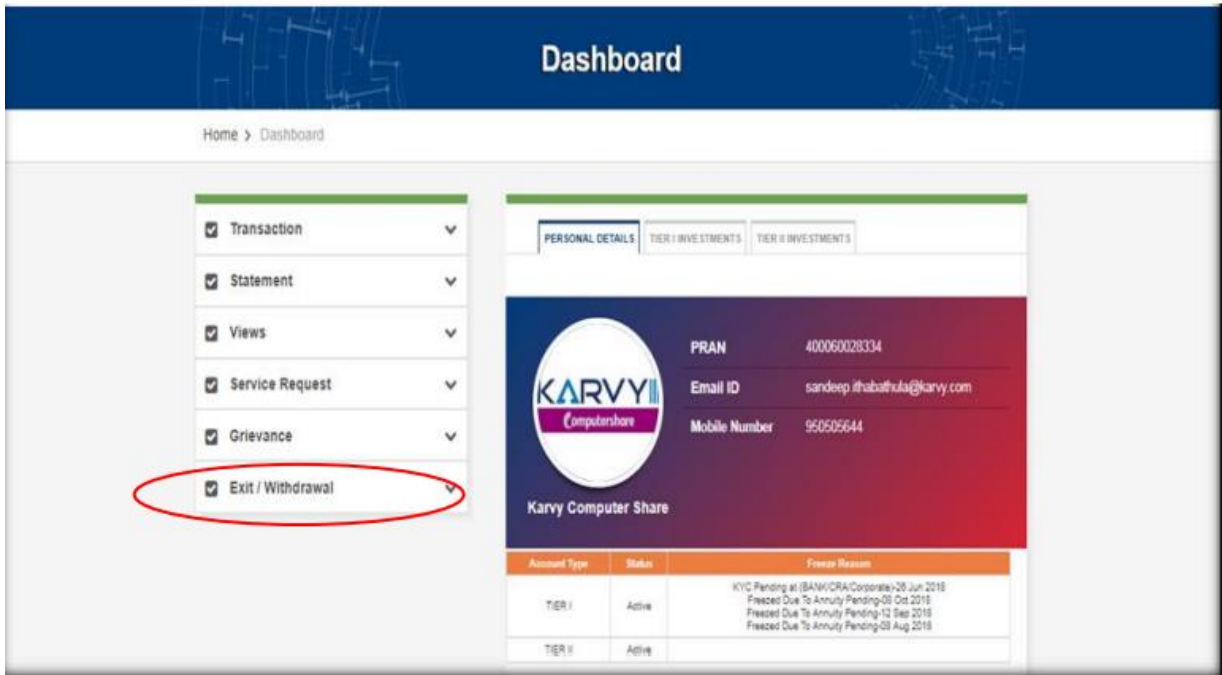 Dashboard
Home > Dashboard
Transaction
Statement
Views
Service Request
Grievance
Exit / Withdrawal
PERSONAL DETAILS TIER I INVESTMENTS TIER II INVESTMENTS
KARVY
Computershare
Karvy Computer Share
PRAN 400060028334
Email ID sandeep.ithabathula@karvy.com
Mobile Number 950505644
Account Type Status Freeze Reason
TIER I Active
KYC Pending at (BANK/CRA/Corporate)-26 Jun 2018
Freezed Due To Annuity Pending-08 Oct 2018
Freezed Due To Annuity Pending-12 Sep 2018
Freezed Due To Annuity Pending-08 Aug 2018
TIER II Active